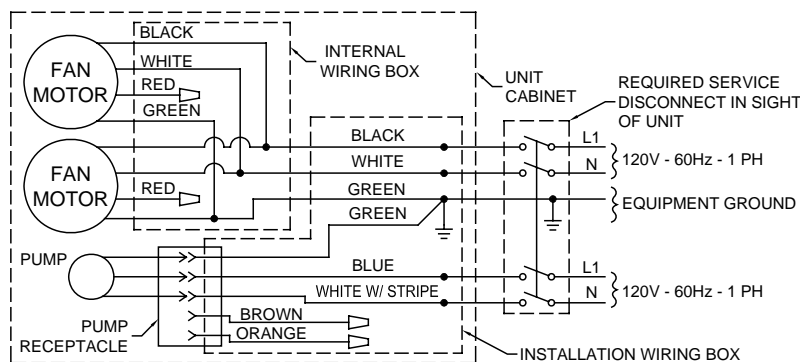 BLACK
INTERNAL
WIRING BOX
WHITE
FAN
MOTOR
RED
GREEN
UNIT
CABINET
REQUIRED SERVICE
DISCONNECT IN SIGHT
OF UNIT
BLACK
L1
WHITE
N
120V - 60Hz - 1 PH
FAN
MOTOR
RED
GREEN
EQUIPMENT GROUND
GREEN
PUMP
BLUE
L1
WHITE W/ STRIPE
N
120V - 60Hz - 1 PH
BROWN
PUMP
RECEPTACLE
ORANGE
INSTALLATION WIRING BOX